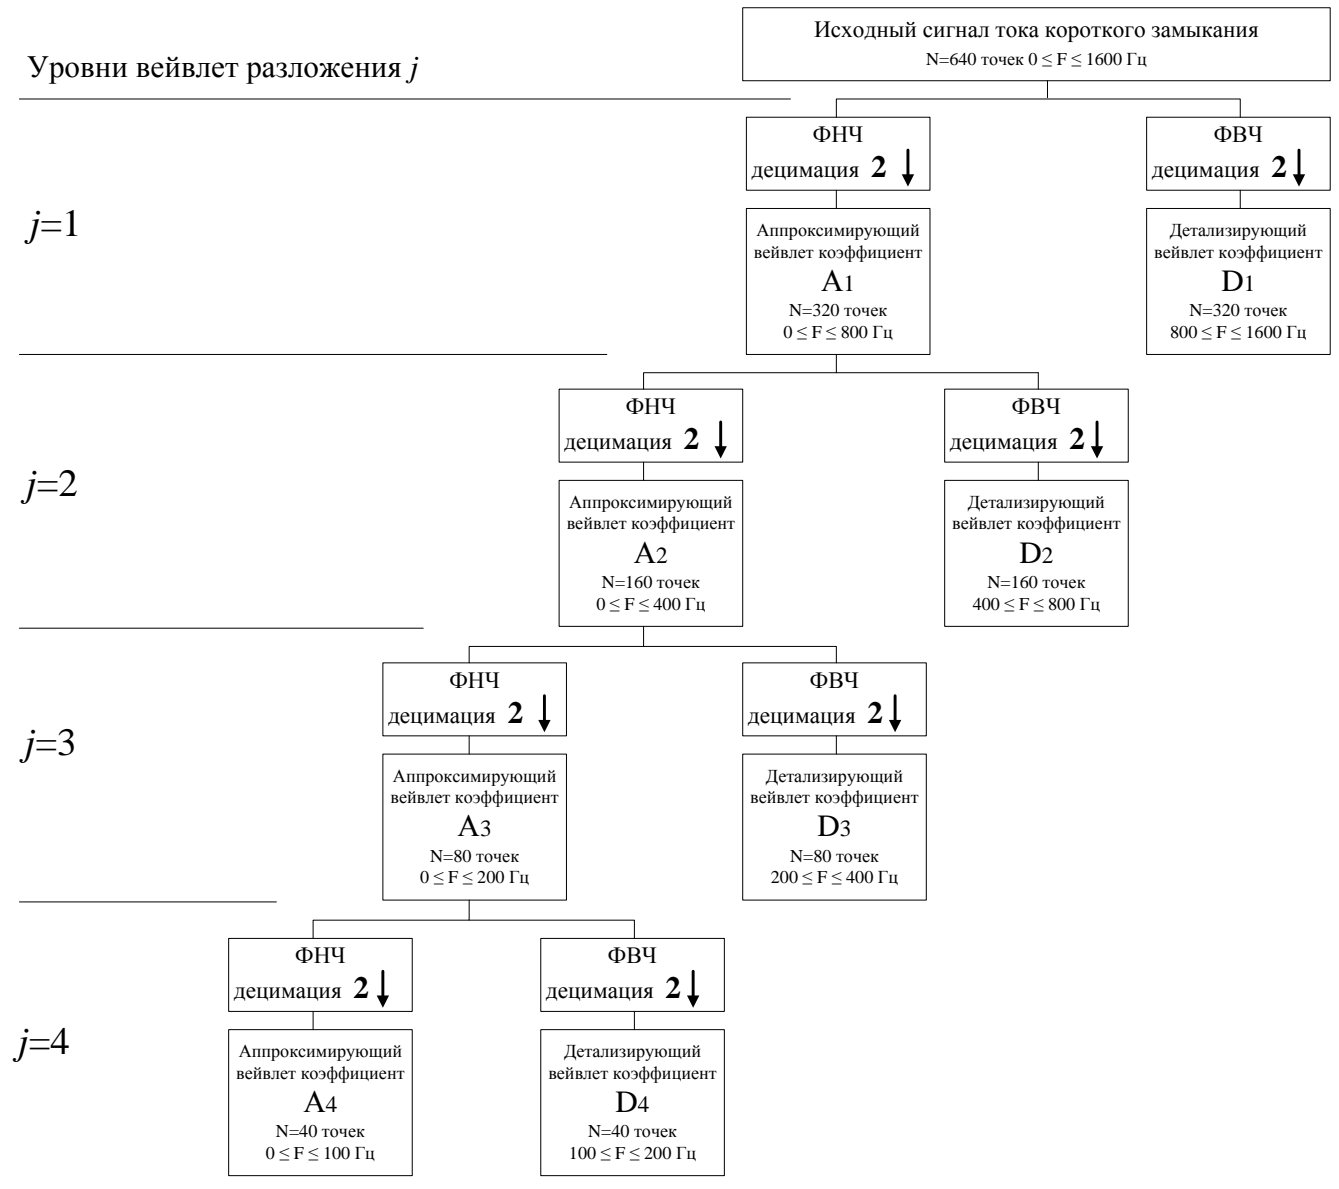 Исходный сигнал тока короткого замыкания
N=640 точек 0 ≤ F ≤ 1600 Гц
Уровни вейвлет разложения j
ФНЧ
децимация 2 ↓
ФВЧ
децимация 2↓
j=1
Аппроксимирующий
вейвлет коэффициент
A1
N=320 точек
0 ≤ F ≤ 800 Гц
Детализирующий
вейвлет коэффициент
D1
N=320 точек
800 ≤ F ≤ 1600 Гц
ФНЧ
децимация 2 ↓
ФВЧ
децимация 2↓
j=2
Аппроксимирующий
вейвлет коэффициент
A2
N=160 точек
0 ≤ F ≤ 400 Гц
Детализирующий
вейвлет коэффициент
D2
N=160 точек
400 ≤ F ≤ 800 Гц
ФНЧ
децимация 2 ↓
ФВЧ
децимация 2↓
j=3
Аппроксимирующий
вейвлет коэффициент
A3
N=80 точек
0 ≤ F ≤ 200 Гц
Детализирующий
вейвлет коэффициент
D3
N=80 точек
200 ≤ F ≤ 400 Гц
ФНЧ
децимация 2↓
ФВЧ
децимация 2↓
j=4
Аппроксимирующий
вейвлет коэффициент
A4
N=40 точек
0 ≤ F ≤ 100 Гц
Детализирующий
вейвлет коэффициент
D4
N=40 точек
100 ≤ F ≤ 200 Гц